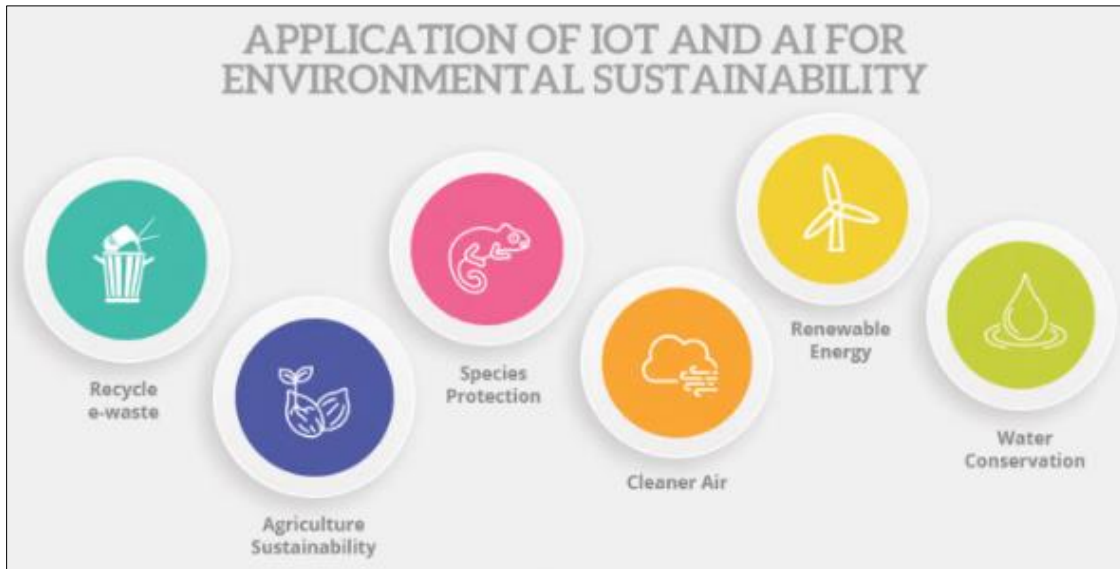 APPLICATION OF IOT AND AI FOR
ENVIRONMENTAL SUSTAINABILITY
Recycle
e-waste
Agriculture
Sustainability
Species
Protection
Cleaner Air
Renewable
Energy
Water
Conservation